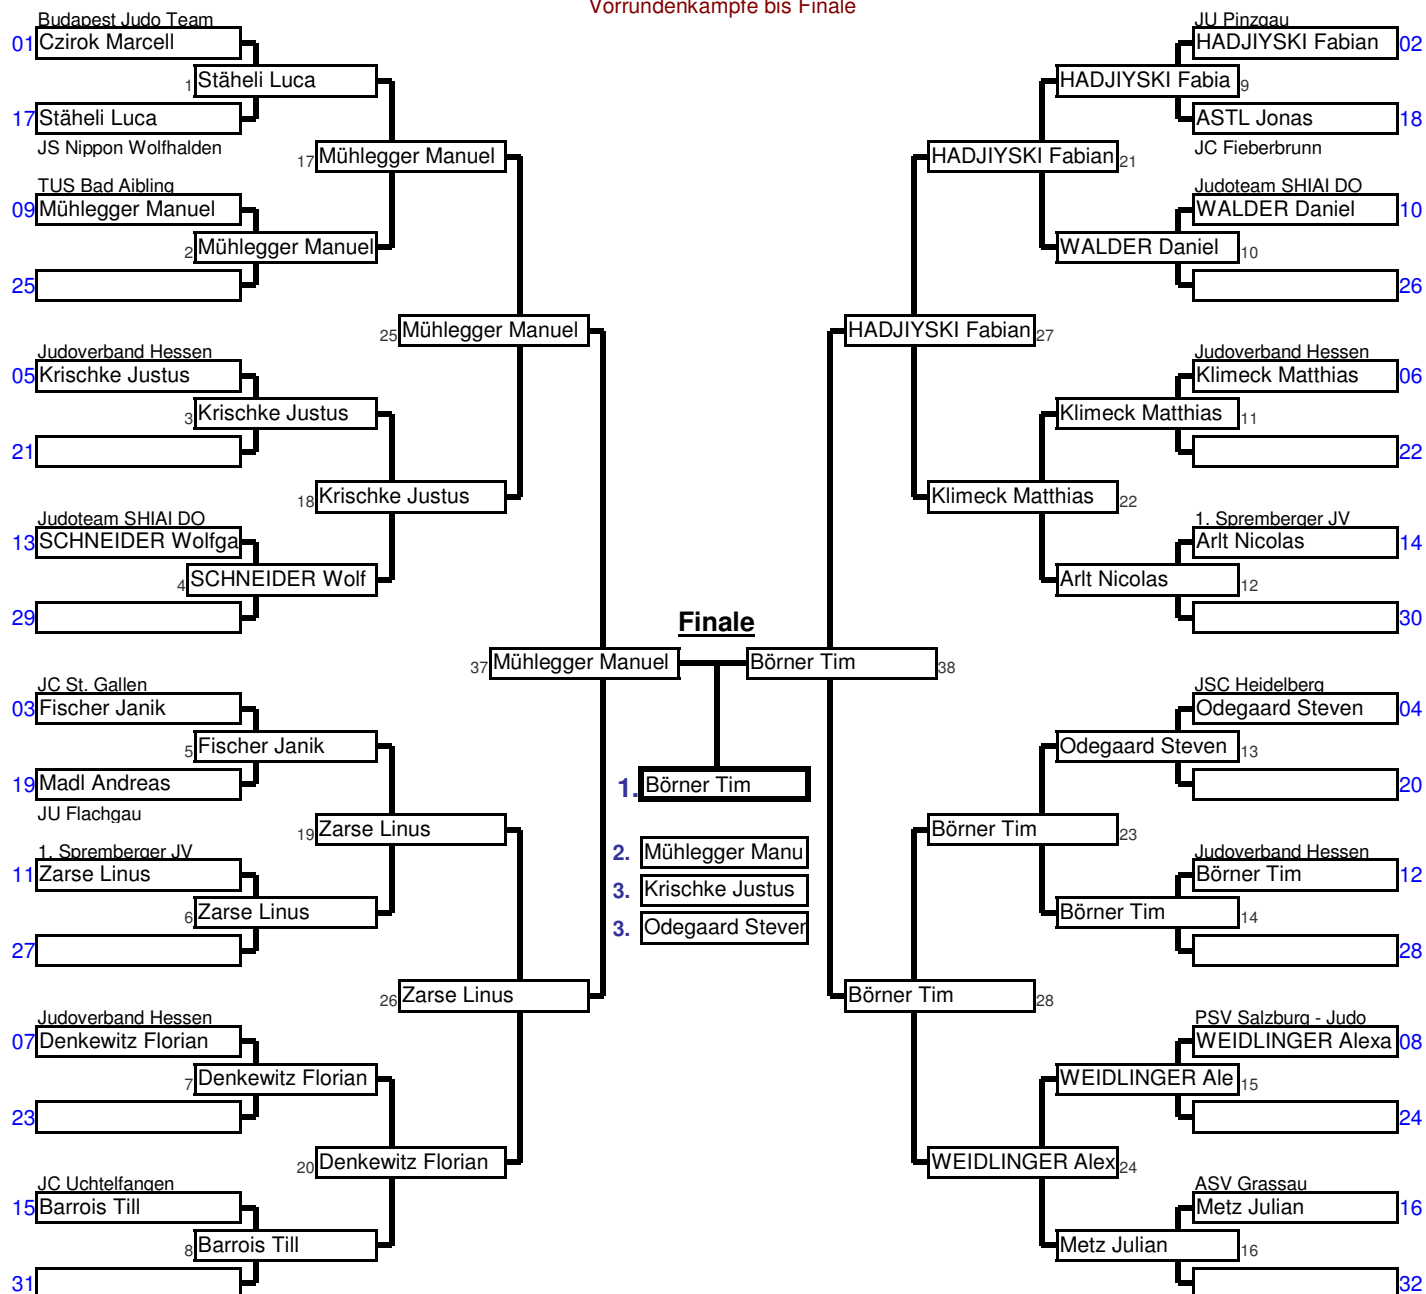 Vorrundenkämpfe bis Finale
Budapest Judo Team
01 Czirok Marcell
1 Stäheli Luca
17 Stäheli Luca
JS Nippon Wolfhalden
17 Mühlegger Manuel
TUS Bad Aibling
09 Mühlegger Manuel
2 Mühlegger Manuel
25
25 Mühlegger Manuel
Judoverband Hessen
05 Krischke Justus
3 Krischke Justus
21
18 Krischke Justus
Judoteam SHIAI DO
13 SCHNEIDER Wolfga
4 SCHNEIDER Wolf
29
37 Mühlegger Manuel
JC St. Gallen
03 Fischer Janik
5 Fischer Janik
19 Madl Andreas
JU Flachgau
19 Zarse Linus
1. Spremberger JV
11 Zarse Linus
6 Zarse Linus
27
26 Zarse Linus
Judoverband Hessen
07 Denkewitz Florian
7 Denkewitz Florian
23
20 Denkewitz Florian
JC Uchtelfangen
15 Barrois Till
8 Barrois Till
31
Finale
1. Börner Tim
2. Mühlegger Manu
3. Krischke Justus
3. Odegaard Steven
JU Pinzgau
HADJIYSKI Fabian 02
HADJIYSKI Fabia 9
ASTL Jonas 18
JC Fieberbrunn
HADJIYSKI Fabian 21
Judoteam SHIAI DO
WALDER Daniel 10
WALDER Daniel 10
26
HADJIYSKI Fabian 27
Judoverband Hessen
Klimeck Matthias 06
Klimeck Matthias 11
22
Klimeck Matthias 22
1. Spremberger JV
Arlt Nicolas 14
Arlt Nicolas 12
30
Börner Tim 38
JSC Heidelberg
Odegaard Steven 04
Odegaard Steven 13
20
Börner Tim 23
Judoverband Hessen
Börner Tim 12
Börner Tim 14
28
Börner Tim 28
PSV Salzburg - Judo
WEIDLINGER Alexa 08
WEIDLINGER Ale 15
24
WEIDLINGER Alex 24
ASV Grassau
Metz Julian 16
Metz Julian 16
32